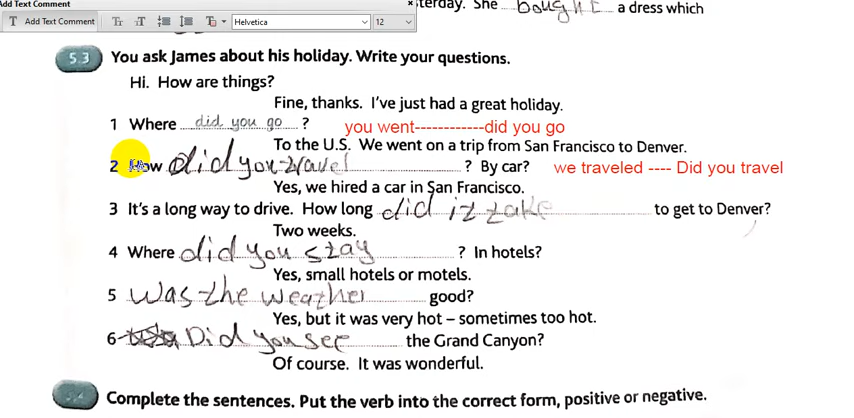 Add Text Comment
sterday. She bought a dress which
Add Text Comment Helvetica 12
5.3 You ask James about his holiday. Write your questions.
Hi. How are things?
Fine, thanks. I've just had a great holiday.
1 Where did you go ? you went------------did you go
To the U.S. We went on a trip from San Francisco to Denver.
2 How did you travel ? By car? we traveled ---- Did you travel
Yes, we hired a car in San Francisco.
3 It's a long way to drive. How long did it take to get to Denver?
Two weeks.
4 Where did you stay ? In hotels?
Yes, small hotels or motels.
5 Was the weather good?
Yes, but it was very hot – sometimes too hot.
6 Did you see the Grand Canyon?
Of course. It was wonderful.
5.4 Complete the sentences. Put the verb into the correct form, positive or negative.